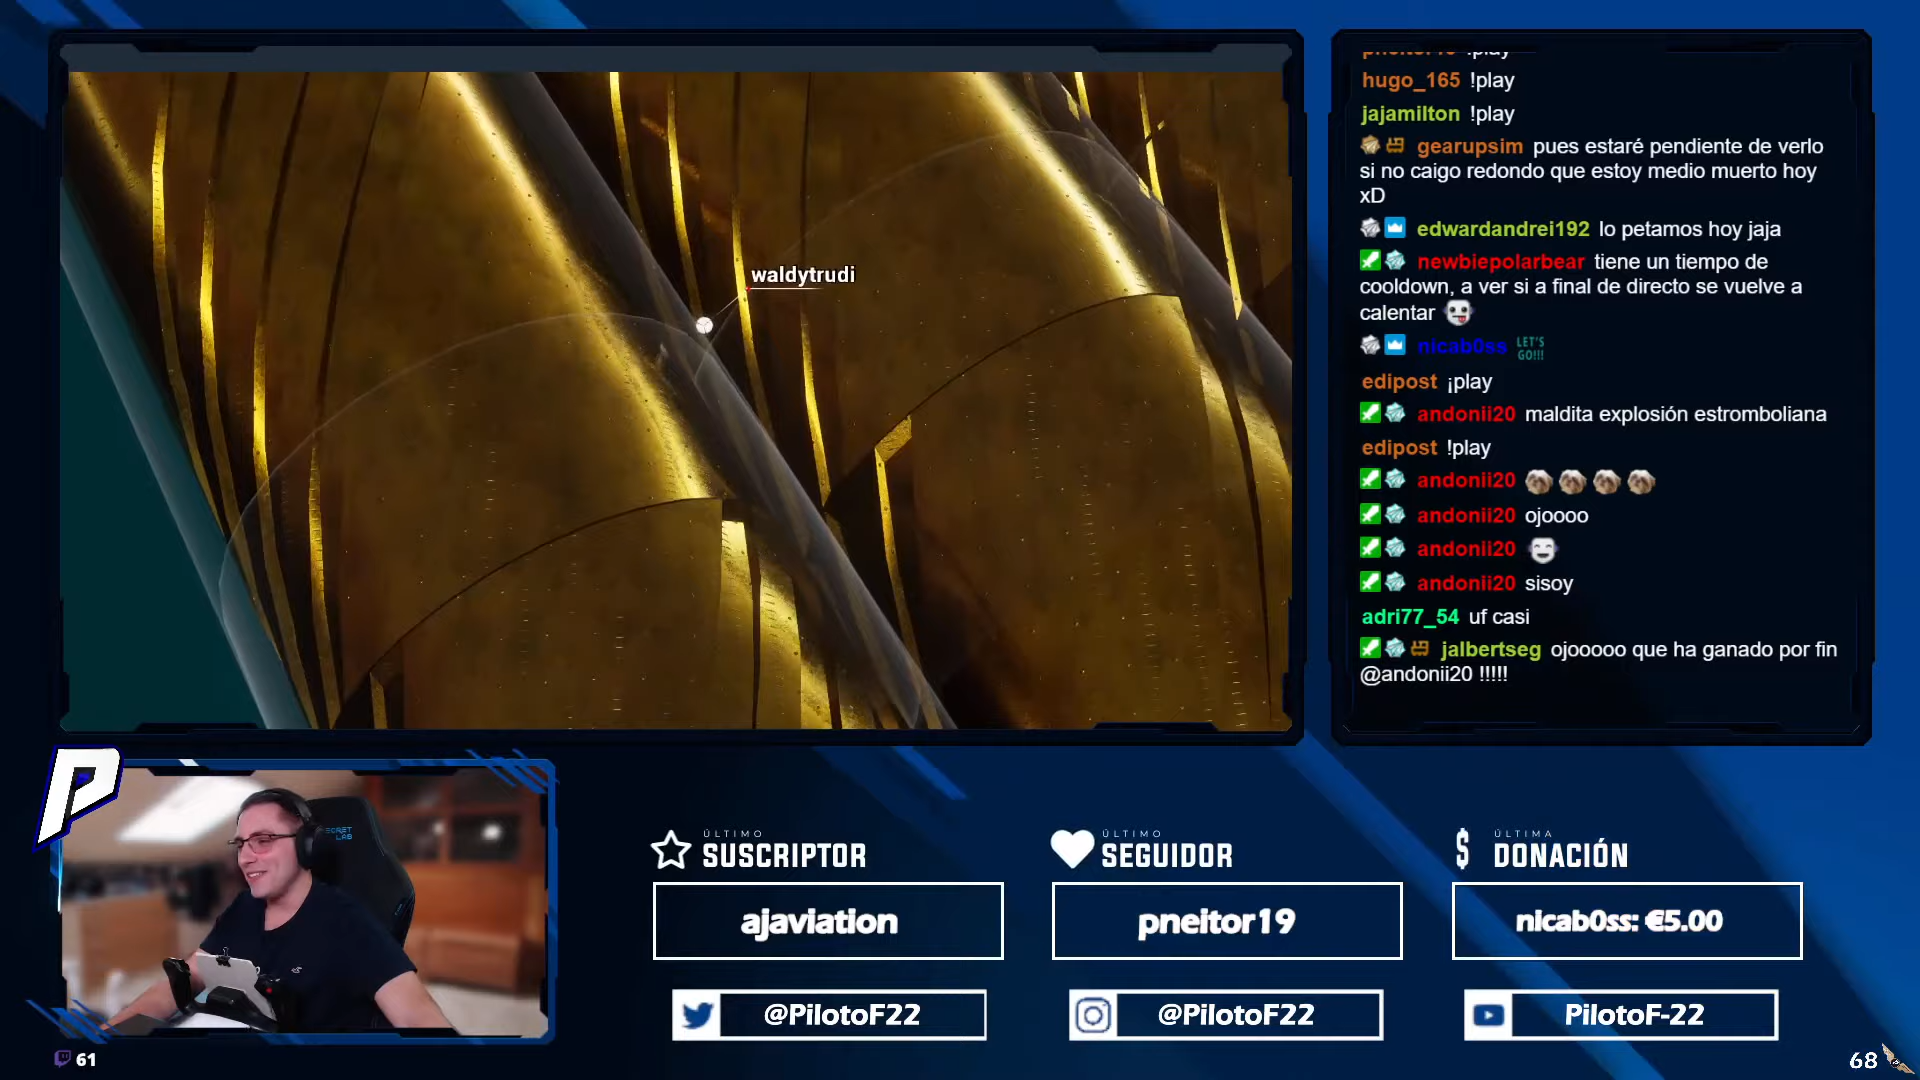 waldytrudi
!play
hugo_165 !play
jajamilton !play
gearupsim pues estaré pendiente de verlo
si no caigo redondo que estoy medio muerto hoy
xD
edwardandrei192 lo petamos hoy jaja
newbiepolarbear tiene un tiempo de
cooldown, a ver si a final de directo se vuelve a
calentar
nicab0ss LET'S
GO!!!
edipost ¡play
andonii20 maldita explosión estromboliana
edipost !play
andonii20
andonii20 ojoooo
andonii20
andonii20 sisoy
adri77_54 uf casi
jalbertseg ojooooo que ha ganado por fin
@andonii20 !!!!!
P
SECRET
LAB
ÚLTIMO
SUSCRIPTOR
ajaviation
@PilotoF22
ÚLTIMO
SEGUIDOR
pneitor19
@PilotoF22
ÚLTIMA
$ DONACIÓN
nicab0ss: €5.00
PilotoF-22
61
68